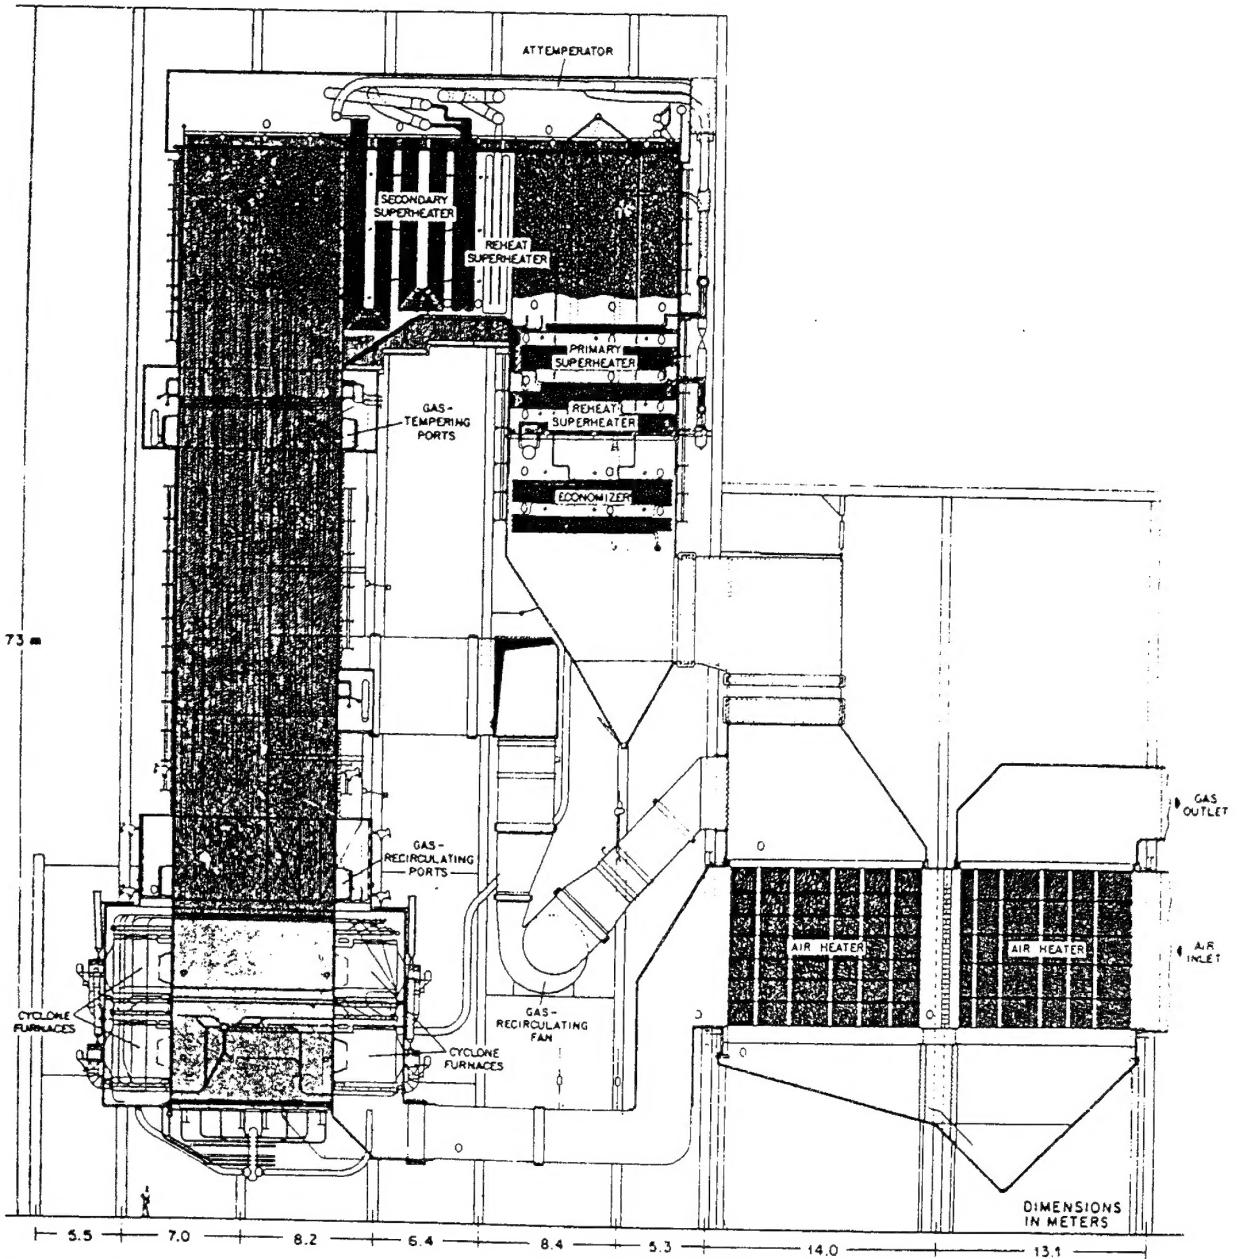 ATTEMPERATOR
SECONDARY
SUPERHEATER
REHEAT
SUPERHEATER
PRIMARY
SUPERHEATER
REHEAT
SUPERHEATER
GAS-
TEMPERING
PORTS
ECONOMIZER
73 m
GAS
OUTLET
GAS-
RECIRCULATING
PORTS
AIR HEATER
AIR HEATER
AIR
INLET
CYCLONE
FURNACES
GAS-
RECIRCULATING
FAN
CYCLONE
FURNACES
DIMENSIONS
IN METERS
5.5 7.0 8.2 6.4 8.4 5.3 14.0 13.1